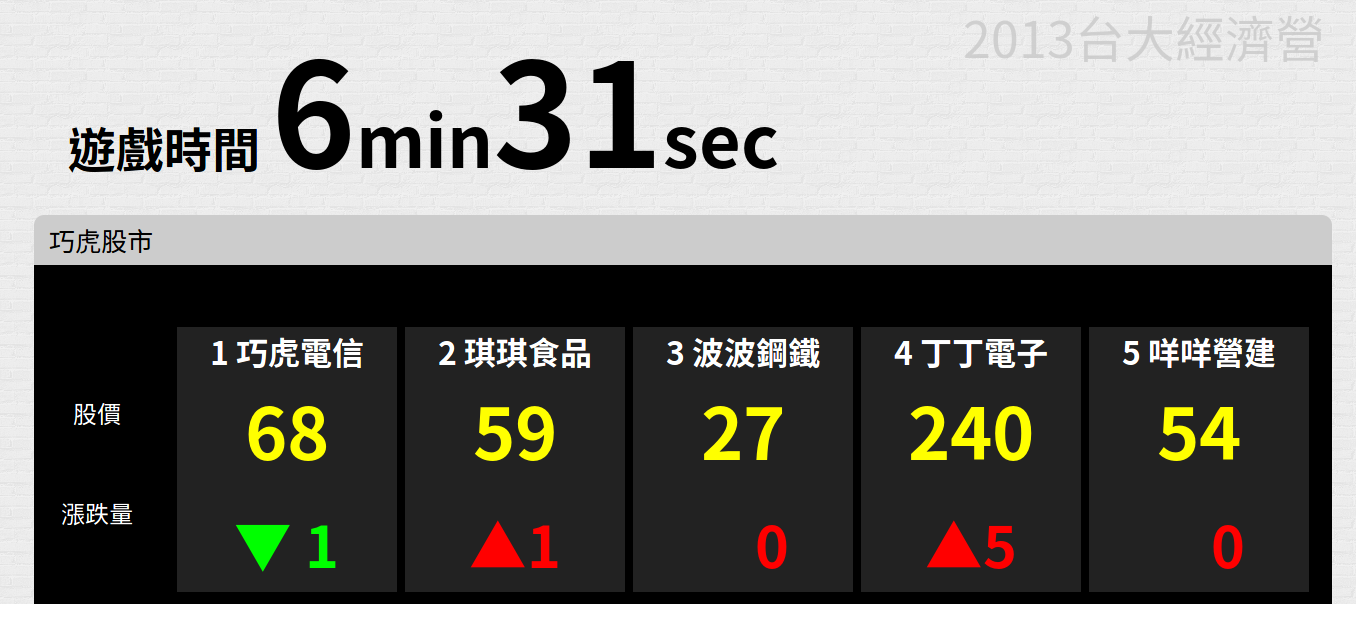 2013台大經濟營
遊戲時間 6min31sec
巧虎股市
1 巧虎電信 2 琪琪食品 3 波波鋼鐵 4 丁丁電子 5 咩咩營建
股價 68 59 27 240 54
漲跌量 ▼ 1 ▲1 0 ▲5 0